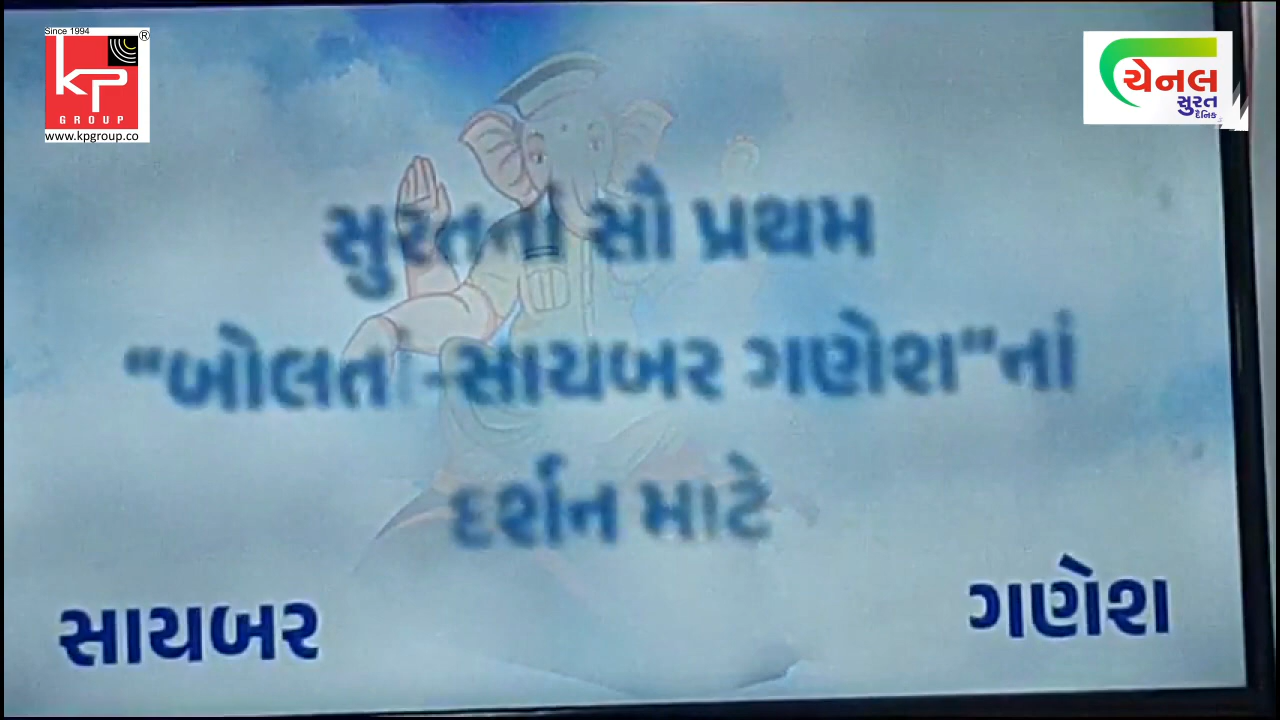 Since 1994
®
KP
GROUP
www.kpgroup.co
ચેનલ
સુરત
દૈનિક
સુરતનાં સૌ પ્રથમ
“બોલતાં-સાયબર ગણેશ”નાં
દર્શન માટે
સાયબર
ગણેશ